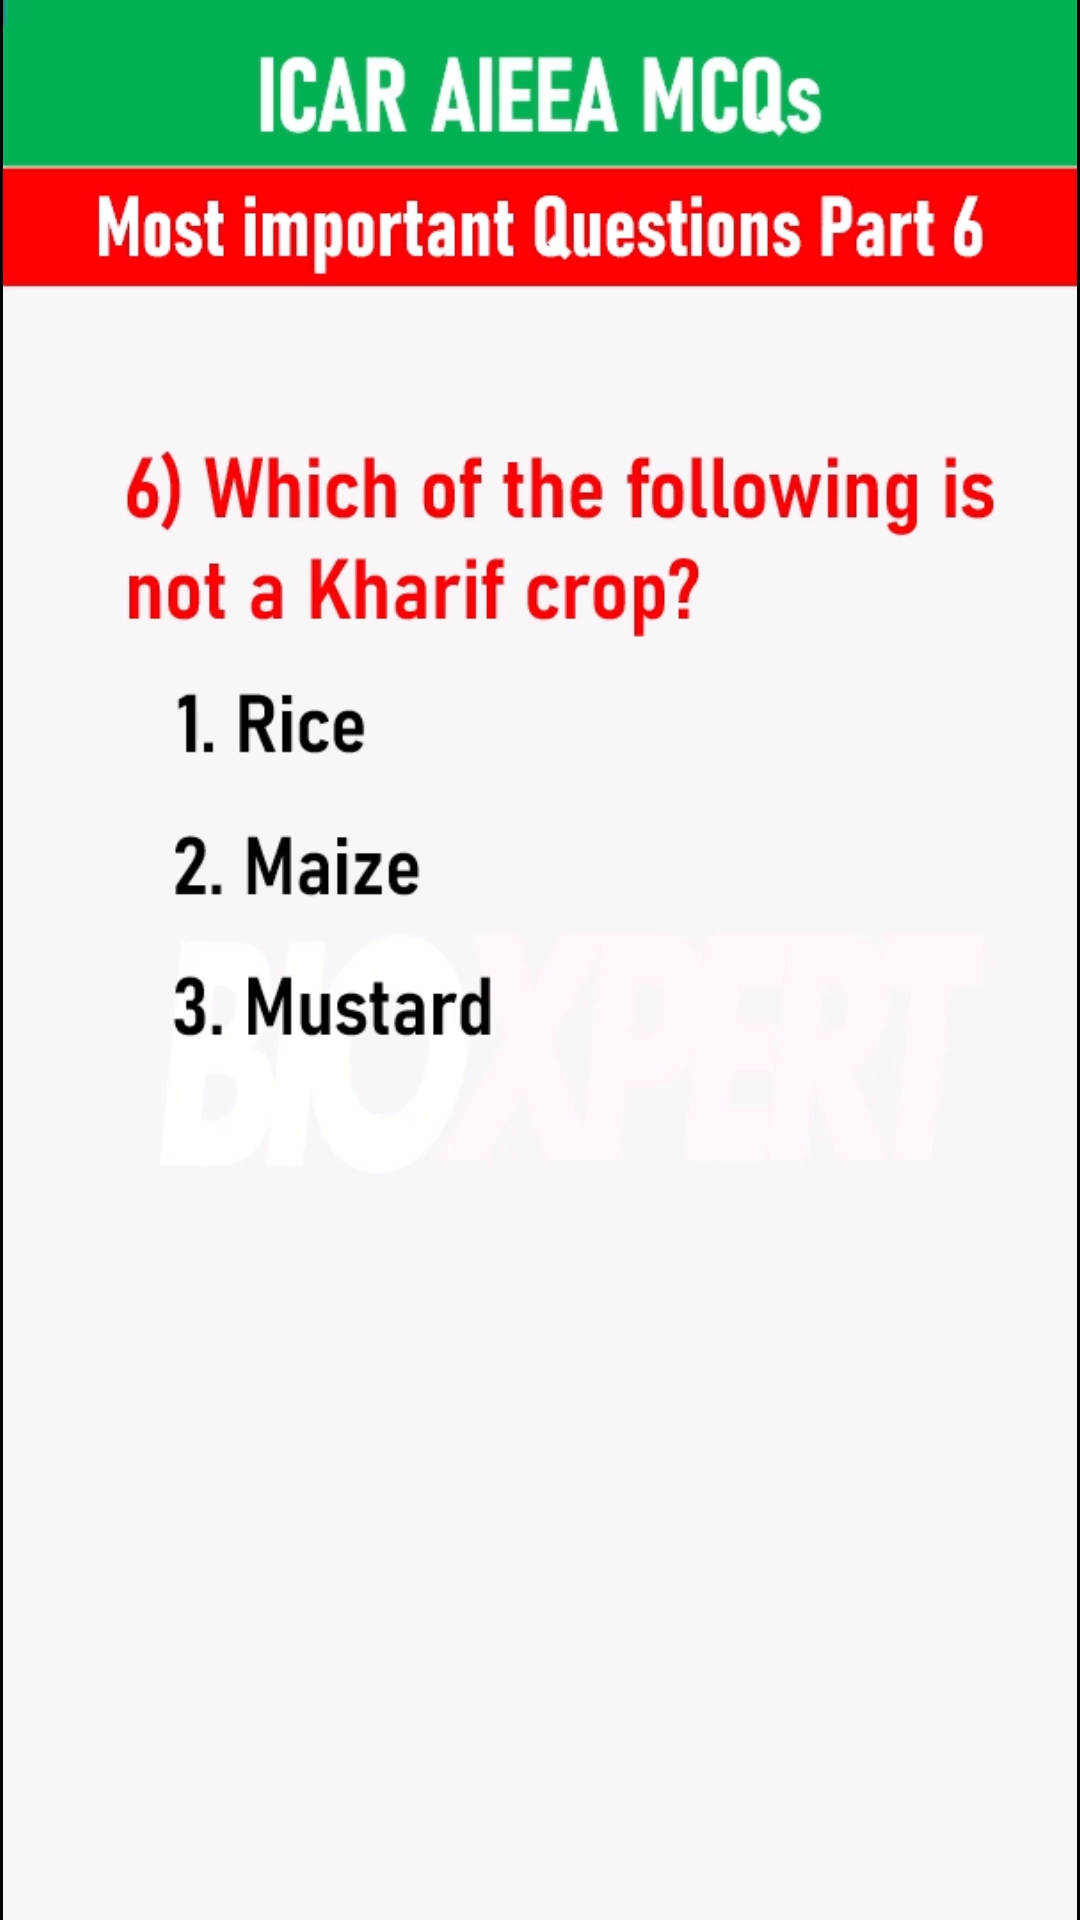 ICAR AIEEA MCQs
Most important Questions Part 6
6) Which of the following is
not a Kharif crop?
1. Rice
2. Maize
3. Mustard
BIOXPERT